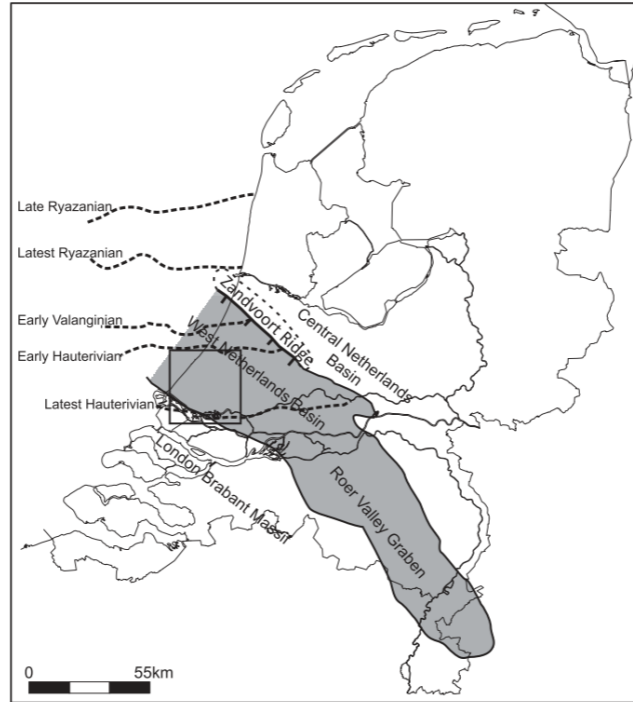 Late Ryazanian
Latest Ryazanian
Zandvoort Ridge
Central Netherlands
Basin
Early Valanginian
West Netherlands Basin
Early Hauterivian
Latest Hauterivian
London Brabant Massif
Roer Valley Graben
0 55km